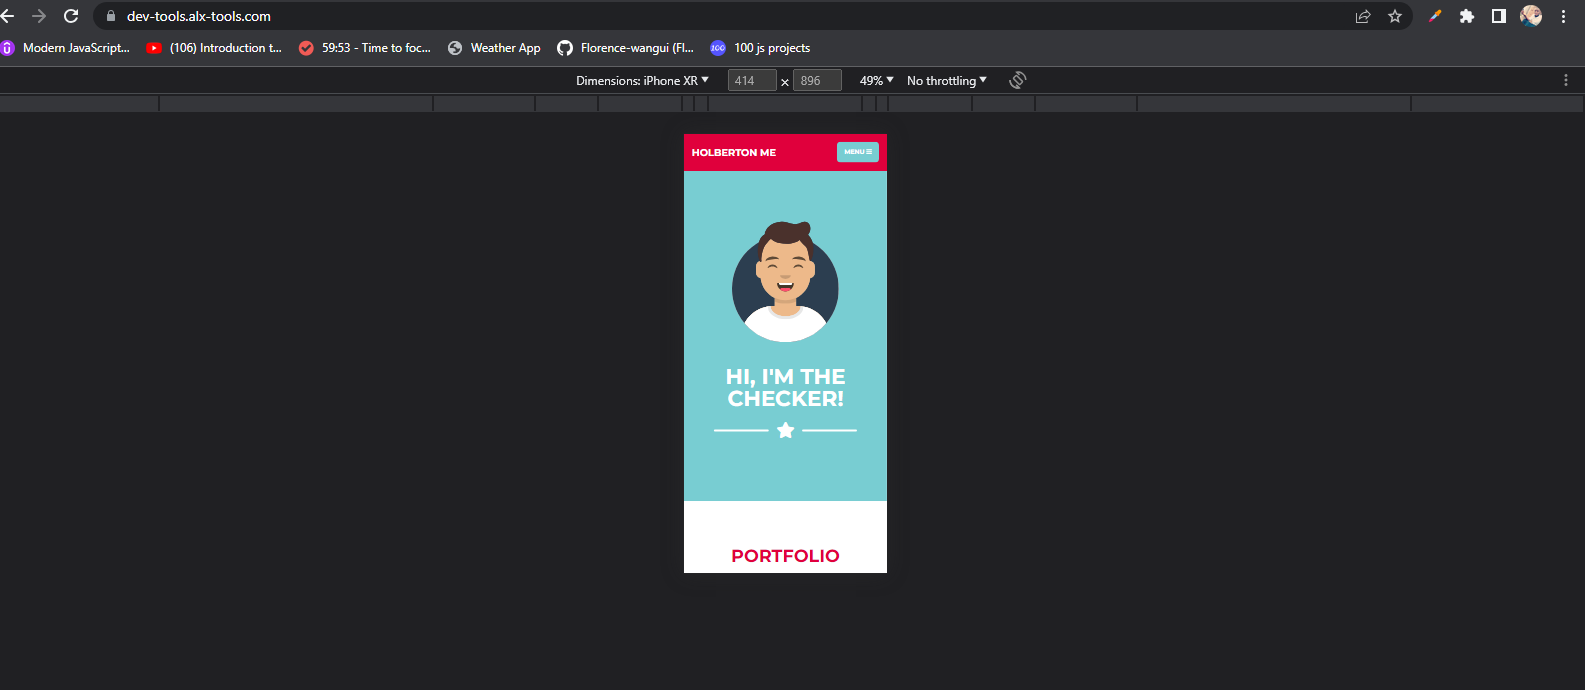 dev-tools.alx-tools.com
Modern JavaScript... (106) Introduction t... 59:53 - Time to foc... Weather App Florence-wangui (Fl... 100 100 js projects
Dimensions: iPhone XR 414 x 896 49% No throttling
HOLBERTON ME MENU
HI, I'M THE
CHECKER!
PORTFOLIO